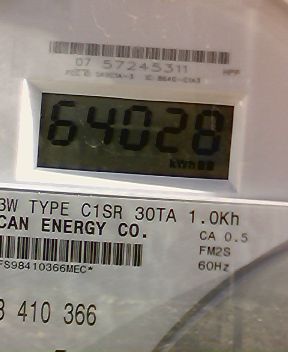 07 57245311
64028
kWh
3W TYPE C1SR 30TA 1.0Kh
CAN ENERGY CO.
CA 0.5
FM2S
60Hz
FS98410366MEC*
8 410 366